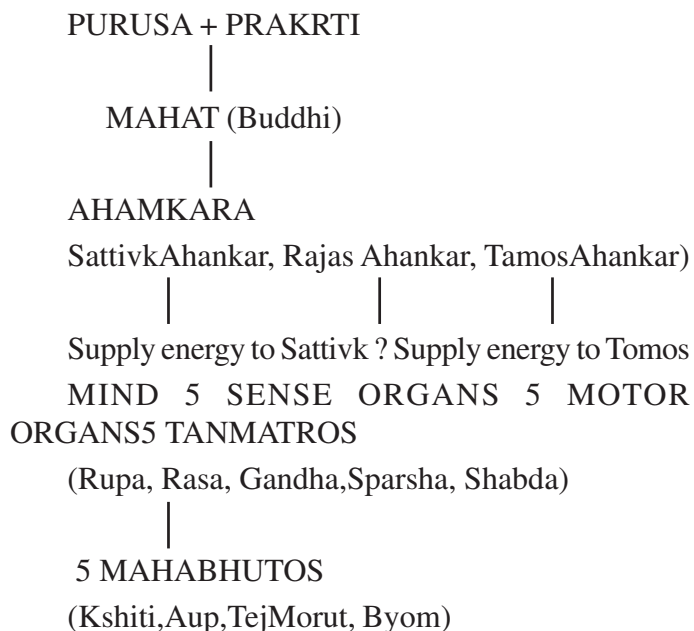 PURUSA + PRAKRTI
MAHAT (Buddhi)
AHAMKARA
SattivkAhankar, Rajas Ahankar, TamosAhankar)
Supply energy to Sattivk ? Supply energy to Tomos
MIND 5 SENSE ORGANS 5 MOTOR
ORGANS5 TANMATROS
(Rupa, Rasa, Gandha,Sparsha, Shabda)
5 MAHABHUTOS
(Kshiti,Aup,TejMorut, Byom)